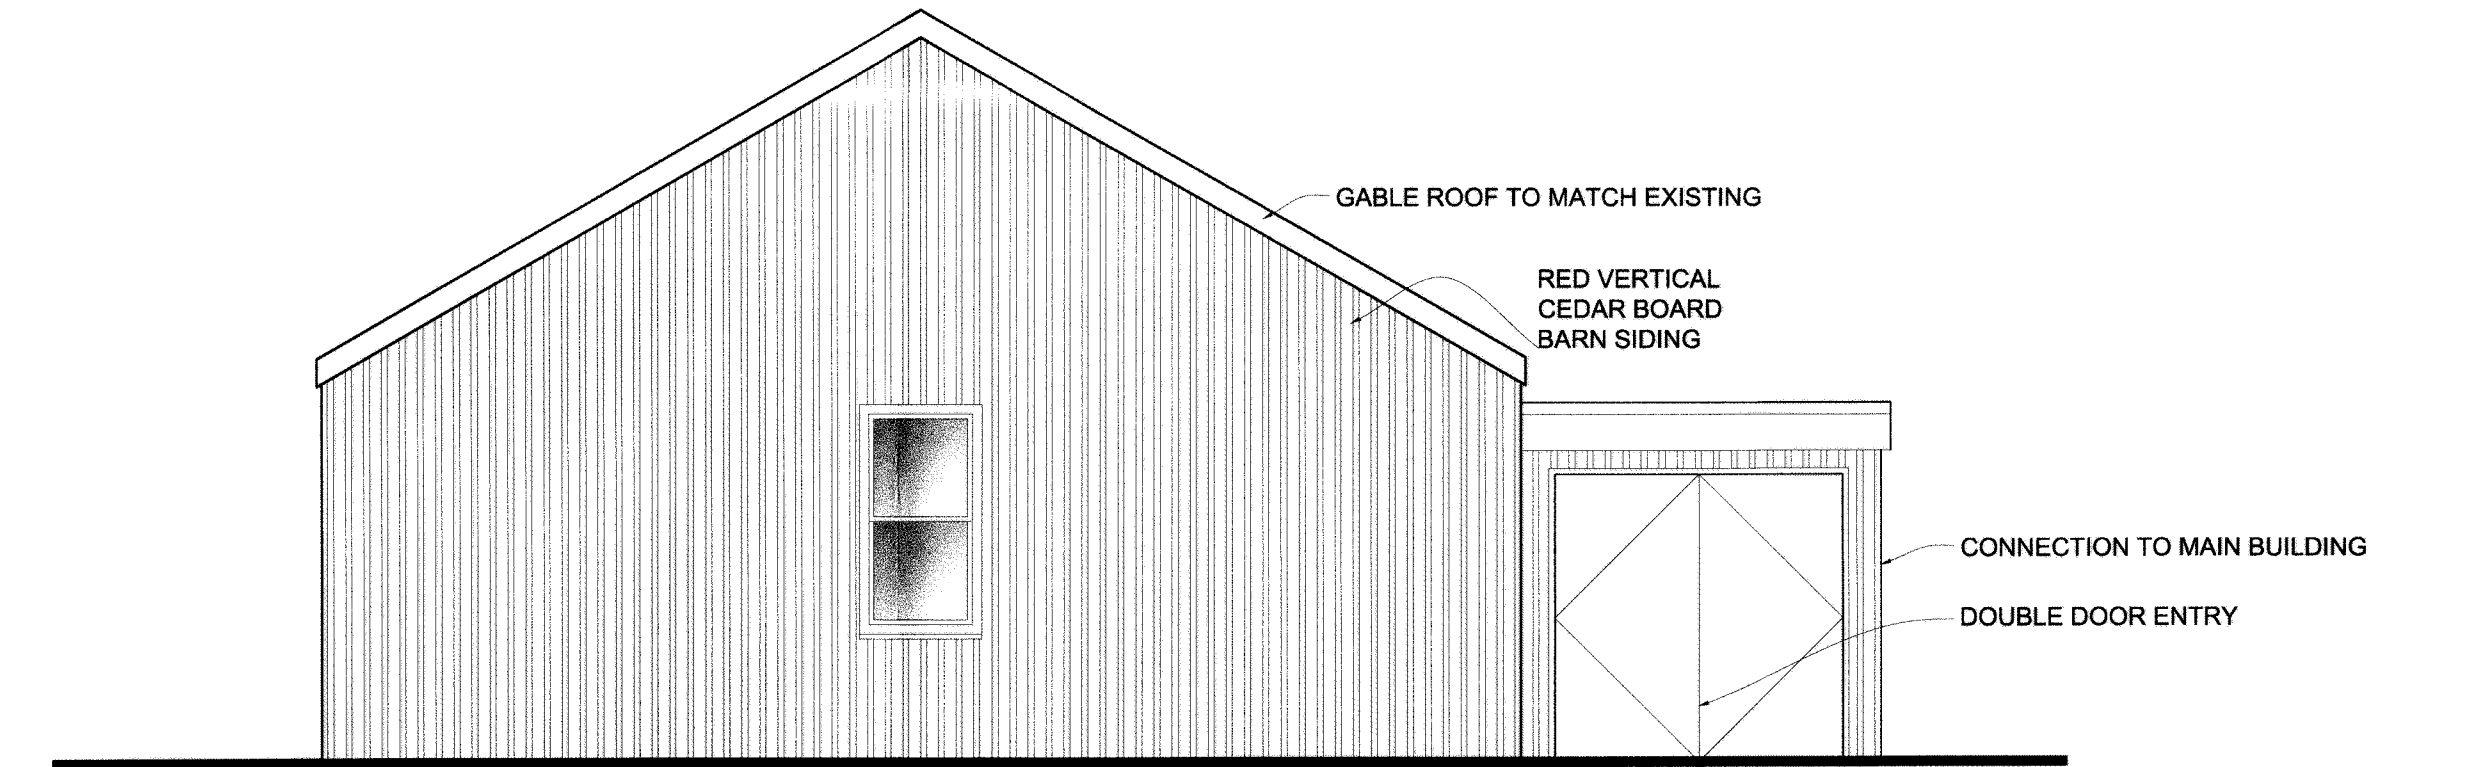 GABLE ROOF TO MATCH EXISTING
RED VERTICAL
CEDAR BOARD
BARN SIDING
CONNECTION TO MAIN BUILDING
DOUBLE DOOR ENTRY